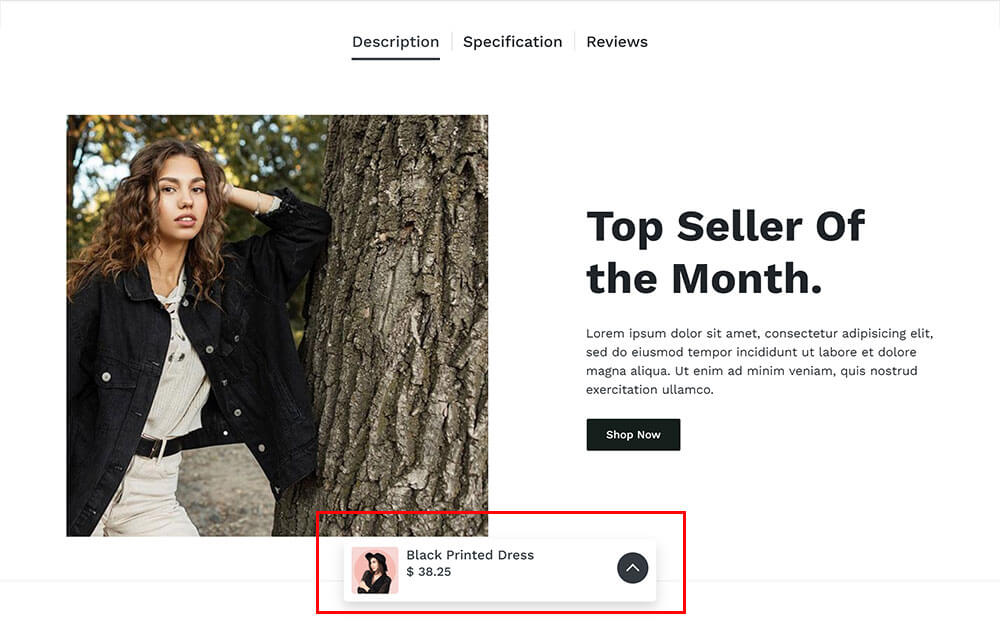 Description
Specification
Reviews
Top Seller Of
the Month.
Lorem ipsum dolor sit amet, consectetur adipisicing elit,
sed do eiusmod tempor incididunt ut labore et dolore
magna aliqua. Ut enim ad minim veniam, quis nostrud
exercitation ullamco.
Shop Now
Black Printed Dress
$ 38.25